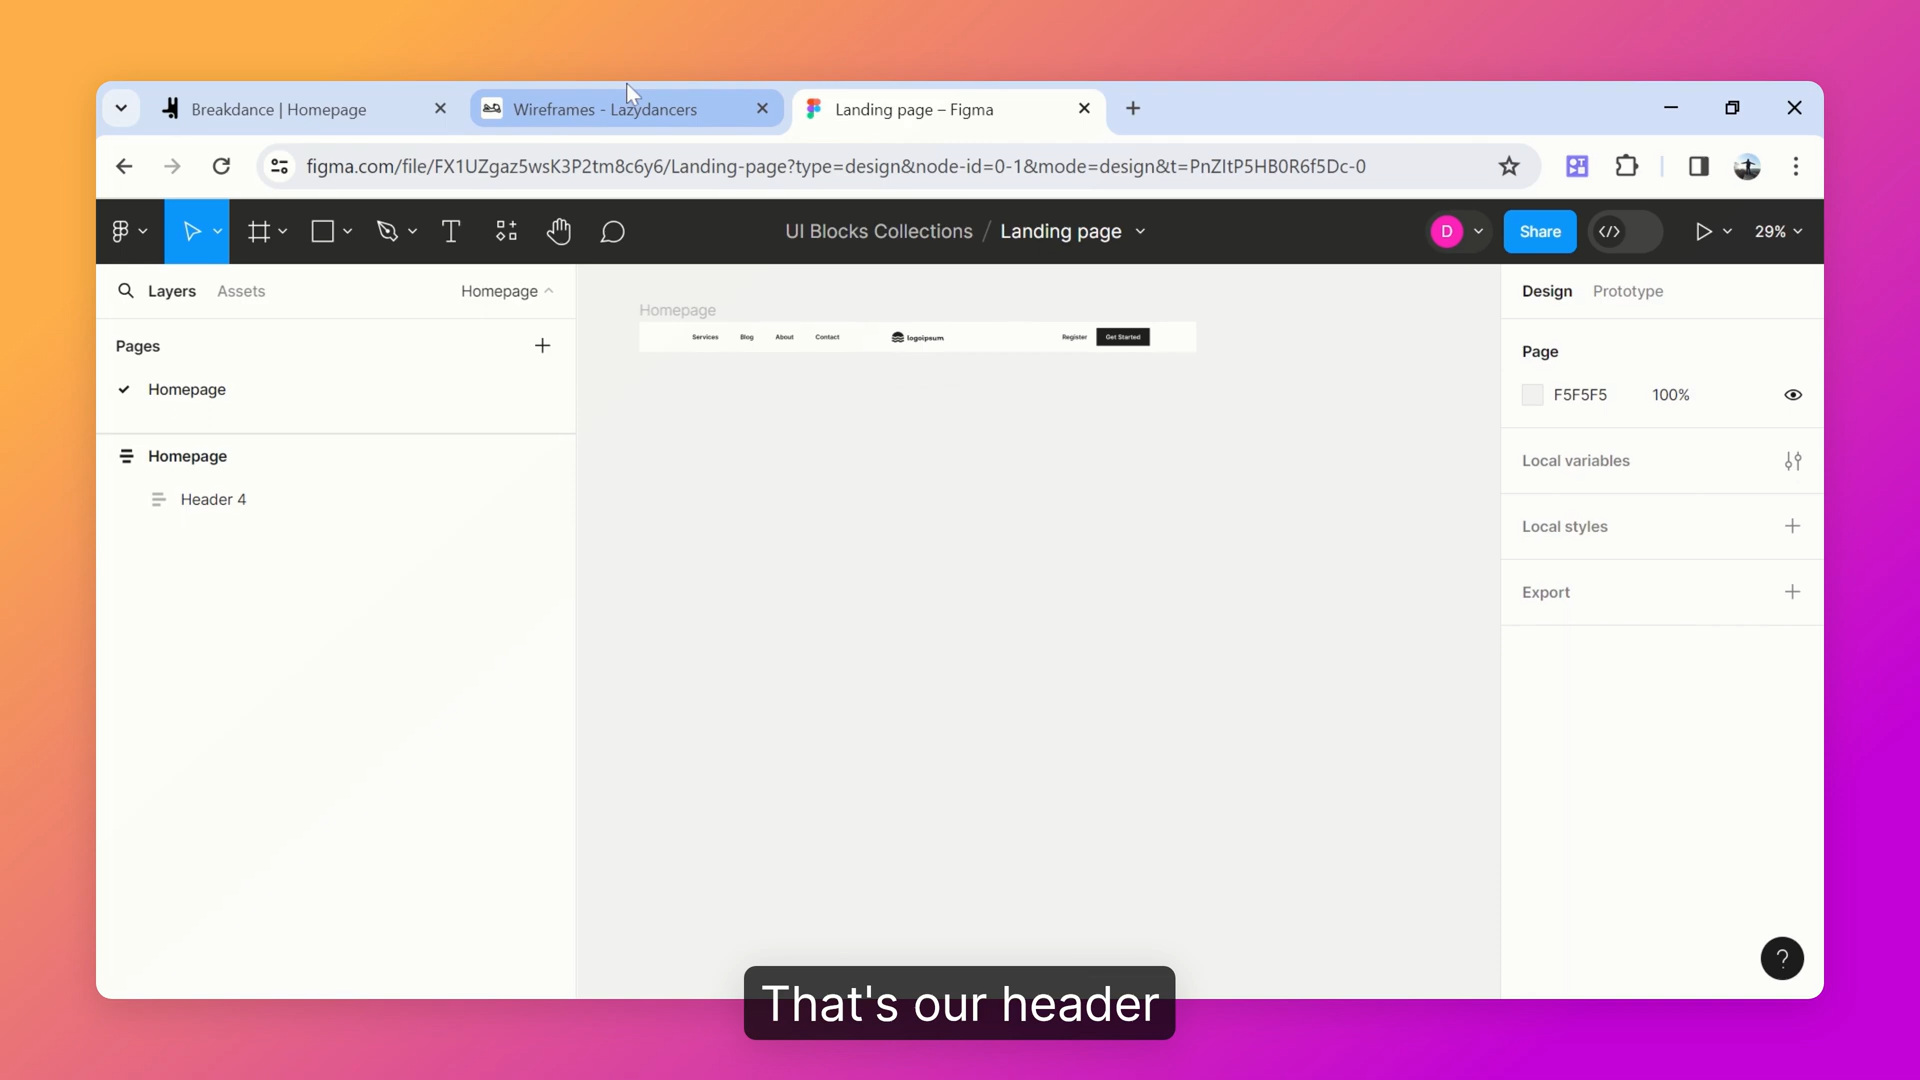 Breakdance | Homepage
Wireframes - Lazydancers
Landing page – Figma
figma.com/file/FX1UZgaz5wsK3P2tm8c6y6/Landing-page?type=design&node-id=0-1&mode=design&t=PnZItP5HB0R6f5Dc-0
UI Blocks Collections / Landing page
D
Share
29%
Layers
Assets
Homepage
Pages
Homepage
Homepage
Header 4
Homepage
Services
Blog
About
Contact
logoipsum
Register
Get Started
Design
Prototype
Page
F5F5F5
100%
Local variables
Local styles
Export
?
That's our header